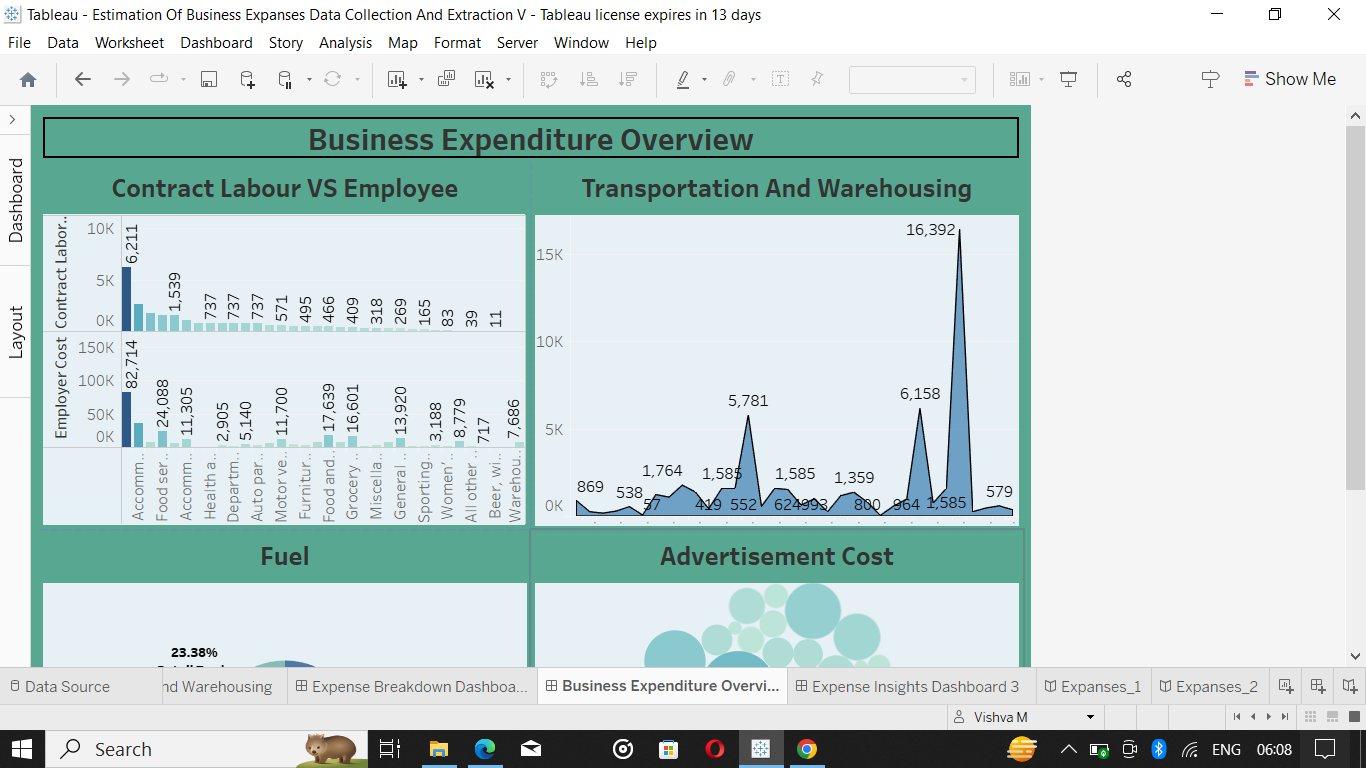 Tableau - Estimation Of Business Expanses Data Collection And Extraction V - Tableau license expires in 13 days
File Data Worksheet Dashboard Story Analysis Map Format Server Window Help
Show Me
Dashboard
Layout
Business Expenditure Overview
Contract Labour VS Employee
Contract Labor..
10K
5K
0K
6,211
1,539
737
737
737
571
495
466
409
318
269
165
83
39
11
Employer Cost
150K
100K
50K
0K
82,714
24,088
11,305
2,905
5,140
11,700
17,639
16,601
13,920
3,188
8,779
717
7,686
Accomm..
Food ser..
Accomm..
Health a..
Departm..
Auto par..
Motor ve..
Furnitur..
Food and..
Grocery ..
Miscella..
General ..
Sporting..
Women’..
All other ..
Beer, wi..
Warehou..
Transportation And Warehousing
15K
10K
5K
0K
16,392
6,158
5,781
1,764
1,585
1,585
1,359
869
538
57
419
552
624
993
800
964
1,585
579
Fuel
23.38%
Advertisement Cost
Data Source
nd Warehousing
Expense Breakdown Dashboa...
Business Expenditure Overvi...
Expense Insights Dashboard 3
Expanses_1
Expanses_2
Vishva M
Search
ENG
06:08